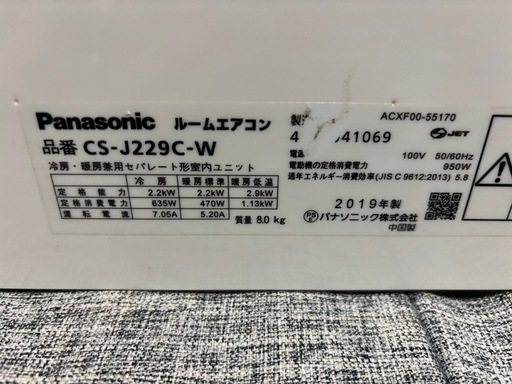 Panasonic ルームエアコン
品番 CS-J229C-W
冷房・暖房兼用セパレート形室内ユニット
冷房 暖房標準 暖房低温
定格能力 2.2kW 2.2kW 2.9kW
定格消費電力 635W 470W 1.13kW
運転電流 7.05A 5.20A
質量 8.0 kg
ACXF00-55170
41069
S JET
100V 50/60Hz
電動機の定格消費電力 950W
通年エネルギー消費効率(JIS C 9612:2013) 5.8
2019年製
PS E パナソニック株式会社
中国製